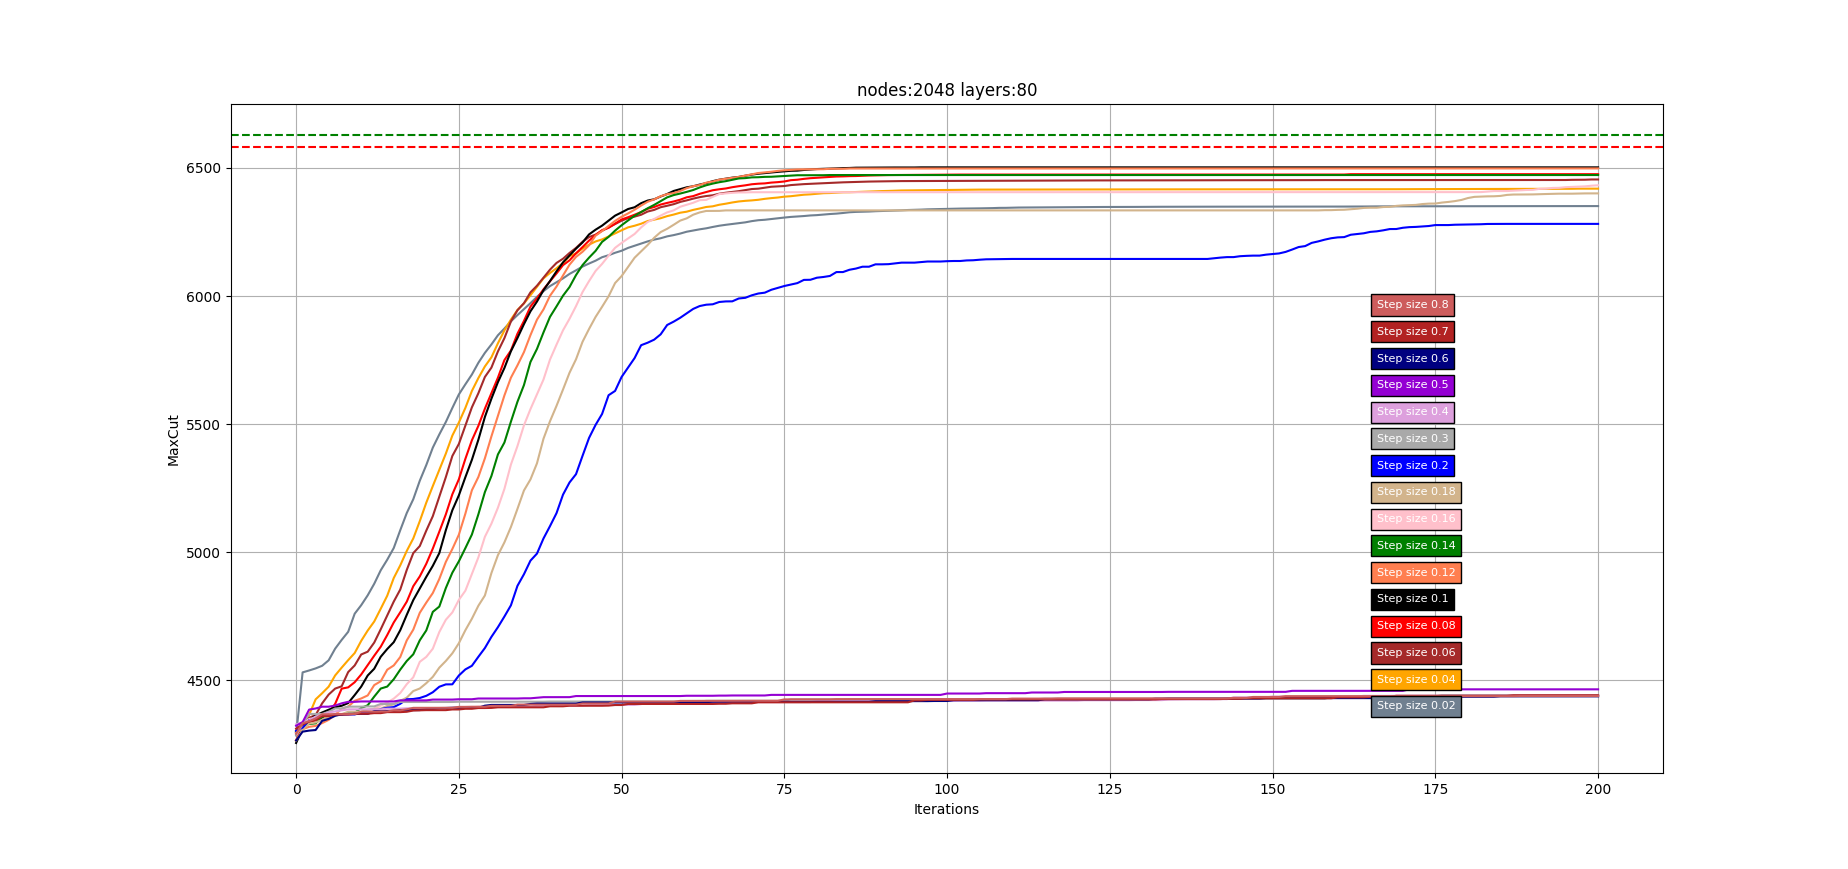 nodes:2048 layers:80
MaxCut
6500
6000
5500
5000
4500
Step size 0.8
Step size 0.7
Step size 0.6
Step size 0.5
Step size 0.4
Step size 0.3
Step size 0.2
Step size 0.18
Step size 0.16
Step size 0.14
Step size 0.12
Step size 0.1
Step size 0.08
Step size 0.06
Step size 0.04
Step size 0.02
0 25 50 75 100 125 150 175 200
Iterations